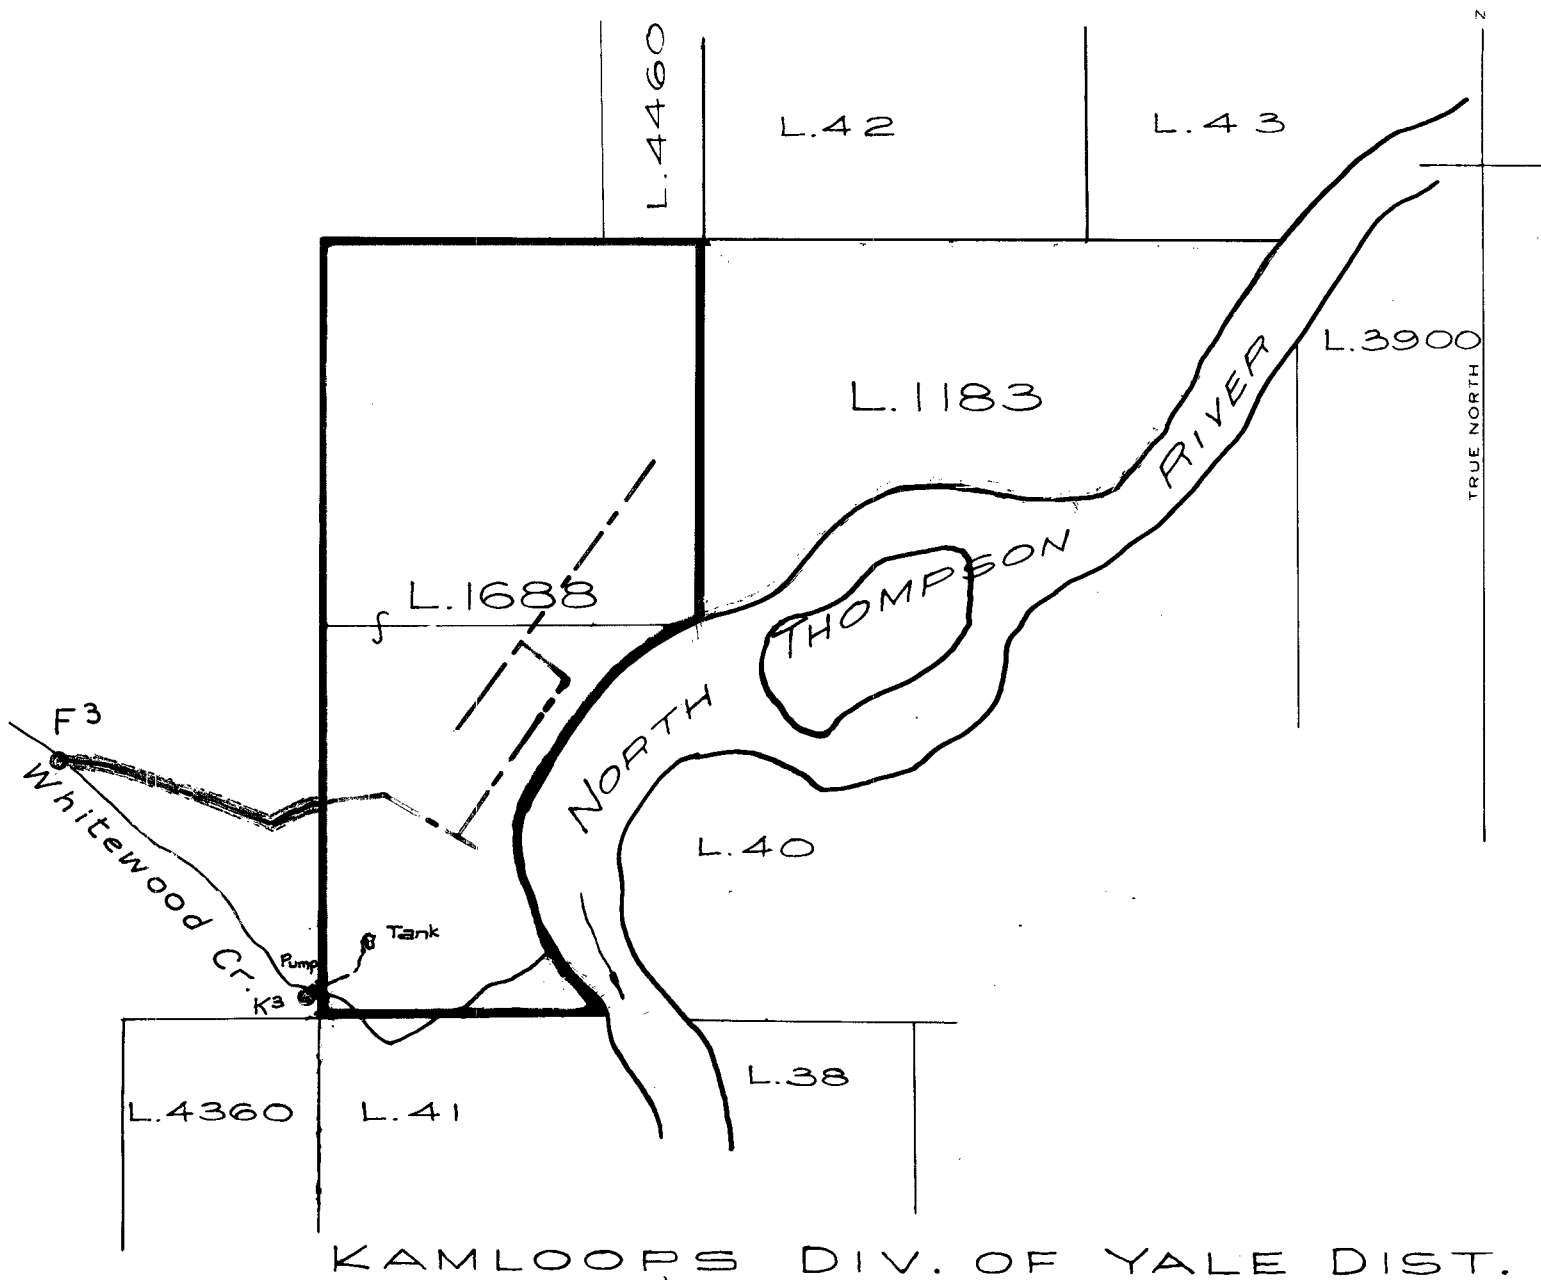 N
L.4460
L.42
L.43
L.3900
TRUE NORTH
L.1183
NORTH THOMPSON RIVER
L.1688
F3
Whitewood Cr.
L.40
Tank
Pump
K3
L.38
L.4360
L.41
KAMLOOPS DIV. OF YALE DIST.